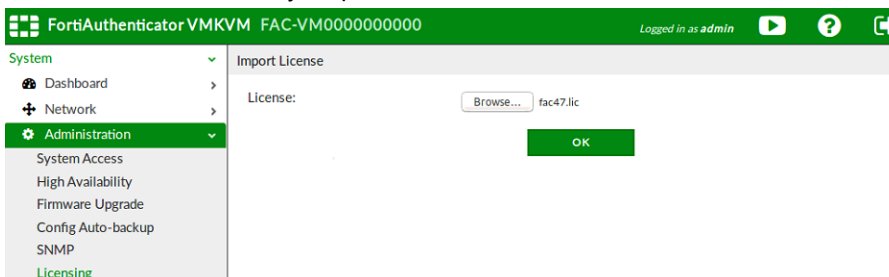 FortiAuthenticator VMKVM FAC-VM0000000000 Logged in as admin
System
Import License
Dashboard
License: Browse... fac47.lic
Network
Administration
OK
System Access
High Availability
Firmware Upgrade
Config Auto-backup
SNMP
Licensing